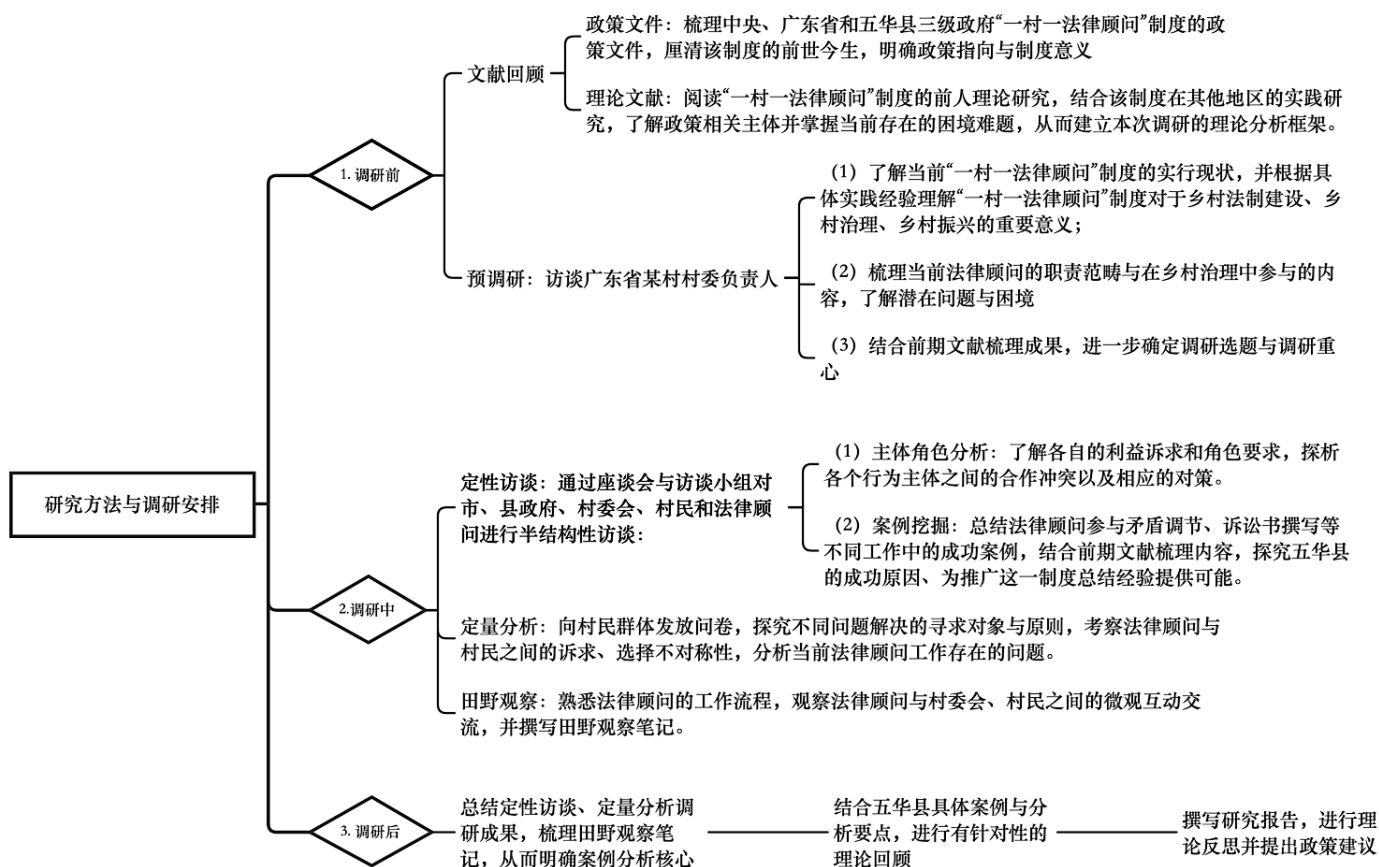 研究方法与调研安排
1. 调研前
文献回顾
政策文件：梳理中央、广东省和五华县三级政府“一村一法律顾问”制度的政
策文件，厘清该制度的前世今生，明确政策指向与制度意义
理论文献：阅读“一村一法律顾问”制度的前人理论研究，结合该制度在其他地区的实践研
究，了解政策相关主体并掌握当前存在的困境难题，从而建立本次调研的理论分析框架。
预调研：访谈广东省某村村委负责人
（1）了解当前“一村一法律顾问”制度的实行现状，并根据具
体实践经验理解“一村一法律顾问”制度对于乡村法制建设、乡
村治理、乡村振兴的重要意义；
（2）梳理当前法律顾问的职责范畴与在乡村治理中参与的内
容，了解潜在问题与困境
（3）结合前期文献梳理成果，进一步确定调研选题与调研重
心
2.调研中
定性访谈：通过座谈会与访谈小组对
市、县政府、村委会、村民和法律顾
问进行半结构性访谈：
（1）主体角色分析：了解各自的利益诉求和角色要求，探析
各个行为主体之间的合作冲突以及相应的对策。
（2）案例挖掘：总结法律顾问参与矛盾调节、诉讼书撰写等
不同工作中的成功案例，结合前期文献梳理内容，探究五华县
的成功原因、为推广这一制度总结经验提供可能。
定量分析：向村民群体发放问卷，探究不同问题解决的寻求对象与原则，考察法律顾问与
村民之间的诉求、选择不对称性，分析当前法律顾问工作存在的问题。
田野观察：熟悉法律顾问的工作流程，观察法律顾问与村委会、村民之间的微观互动交
流，并撰写田野观察笔记。
3. 调研后
总结定性访谈、定量分析调
研成果，梳理田野观察笔
记，从而明确案例分析核心
结合五华县具体案例与分
析要点，进行有针对性的
理论回顾
撰写研究报告，进行理
论反思并提出政策建议